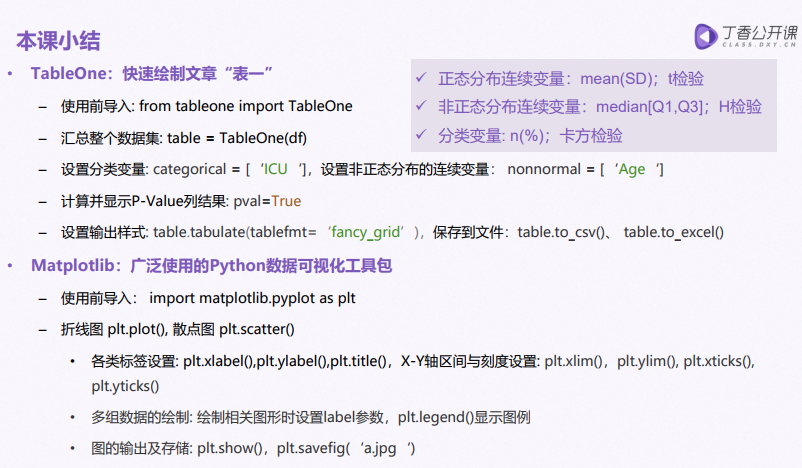 本课小结
丁香公开课
CLASS.DXY.CN
• TableOne：快速绘制文章“表一”
✓ 正态分布连续变量：mean(SD)；t检验
✓ 非正态分布连续变量：median[Q1,Q3]；H检验
✓ 分类变量: n(%)；卡方检验
– 使用前导入: from tableone import TableOne
– 汇总整个数据集: table = TableOne(df)
– 设置分类变量: categorical = [‘ICU‘]，设置非正态分布的连续变量： nonnormal = [‘Age‘]
– 计算并显示P-Value列结果: pval=True
– 设置输出样式: table.tabulate(tablefmt=‘fancy_grid’)，保存到文件：table.to_csv()、 table.to_excel()
• Matplotlib：广泛使用的Python数据可视化工具包
– 使用前导入： import matplotlib.pyplot as plt
– 折线图 plt.plot(), 散点图 plt.scatter()
• 各类标签设置: plt.xlabel(),plt.ylabel(),plt.title()，X-Y轴区间与刻度设置: plt.xlim()，plt.ylim(), plt.xticks(),
plt.yticks()
• 多组数据的绘制: 绘制相关图形时设置label参数，plt.legend()显示图例
• 图的输出及存储: plt.show()，plt.savefig(‘a.jpg‘)